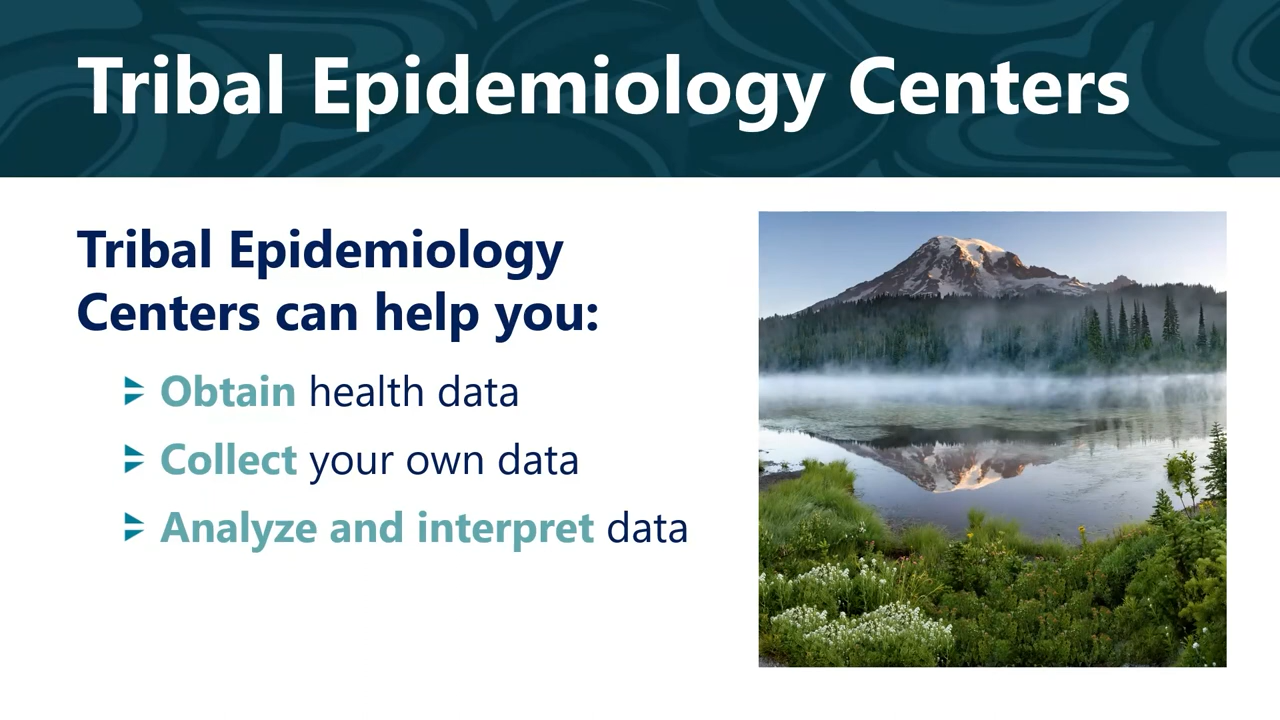 Tribal Epidemiology Centers
Tribal Epidemiology
Centers can help you:
Obtain health data
Collect your own data
Analyze and interpret data